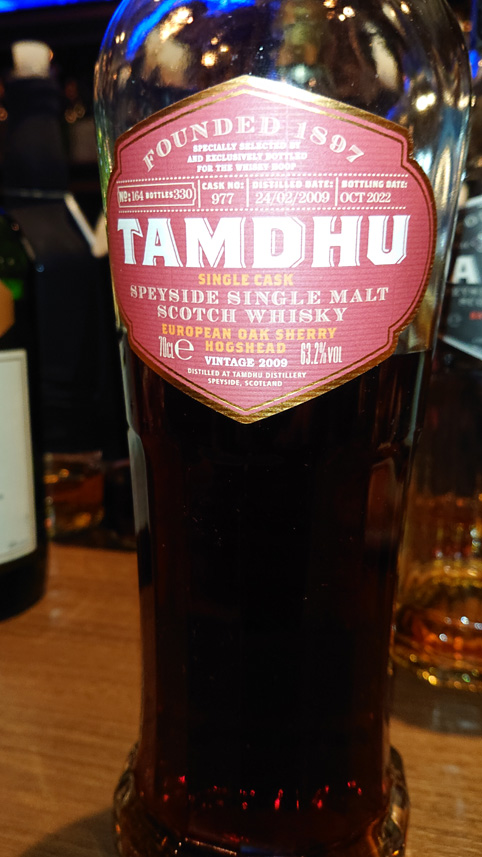 FOUNDED 1897
SPECIALLY SELECTED BY
AND EXCLUSIVELY BOTTLED
FOR THE WHISKY HOOP
No: 164 BOTTLES 330
CASK NO: 977
DISTILLED DATE: 24/02/2009
BOTTLING DATE: OCT 2022
TAMDHU
SINGLE CASK
SPEYSIDE SINGLE MALT
SCOTCH WHISKY
EUROPEAN OAK SHERRY
HOGSHEAD
70cl e
63.2%VOL
VINTAGE 2009
DISTILLED AT TAMDHU DISTILLERY
SPEYSIDE, SCOTLAND
A